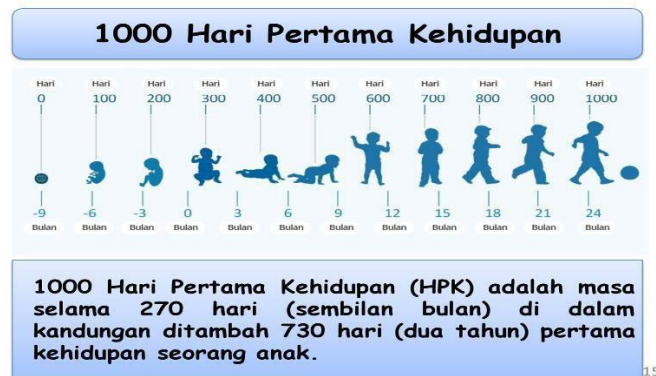 1000 Hari Pertama Kehidupan
Hari Hari Hari Hari Hari Hari Hari Hari Hari Hari Hari
0 100 200 300 400 500 600 700 800 900 1000
-9 -6 -3 0 3 6 9 12 15 18 21 24
Bulan Bulan Bulan Bulan Bulan Bulan Bulan Bulan Bulan Bulan Bulan Bulan
1000 Hari Pertama Kehidupan (HPK) adalah masa
selama 270 hari (sembilan bulan) di dalam
kandungan ditambah 730 hari (dua tahun) pertama
kehidupan seorang anak.